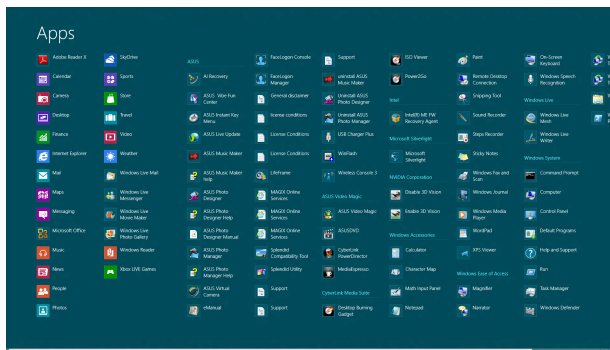 Apps
Adobe Reader X
Calendar
Camera
Desktop
Finance
Internet Explorer
Mail
Maps
Messaging
Microsoft Office
Music
News
People
Photos
SkyDrive
Sports
Store
Travel
Video
Weather
Windows Live Mail
Windows Live
Messenger
Windows Live
Movie Maker
Windows Live
Photo Gallery
Windows Reader
Xbox LIVE Games
ASUS
AI Recovery
ASUS Vibe Fun
Center
ASUS Instant Key
Menu
ASUS Live Update
ASUS Music Maker
ASUS Music Maker
help
ASUS Photo
Designer
ASUS Photo
Designer Help
ASUS Photo
Designer Manual
ASUS Photo
Manager
ASUS Photo
Manager Help
ASUS Virtual
Camera
eManual
FaceLogon Console
FaceLogon
Manager
General disclaimer
license conditions
License Conditions
License Conditions
LifeFrame
MAGIX Online
Services
MAGIX Online
Services
MAGIX Online
Services
Splendid
Compatibility Tool
Splendid Utility
Support
Support
Support
uninstall ASUS
Music Maker
Uninstall ASUS
Photo Designer
Uninstall ASUS
Photo Manager
USB Charger Plus
WinFlash
Wireless Console 3
ASUS Video Magic
ASUS Video Magic
ASUSDVD
CyberLink
PowerDirector
MediaEspresso
CyberLink Media Suite
Desktop Burning
Gadget
ISO Viewer
Power2Go
Intel
Intel(R) ME FW
Recovery Agent
Microsoft Silverlight
Microsoft
Silverlight
NVIDIA Corporation
Disable 3D Vision
Enable 3D Vision
Windows Accessories
Calculator
Character Map
Math Input Panel
Notepad
Paint
Remote Desktop
Connection
Snipping Tool
Sound Recorder
Steps Recorder
Sticky Notes
Windows Fax and
Scan
Windows Journal
Windows Media
Player
WordPad
XPS Viewer
Windows Ease of Access
Magnifier
Narrator
On-Screen
Keyboard
Windows Speech
Recognition
Windows Live
Windows Live
Mesh
Windows Live
Writer
Windows System
Command Prompt
Computer
Control Panel
Default Programs
Help and Support
Run
Task Manager
Windows Defender